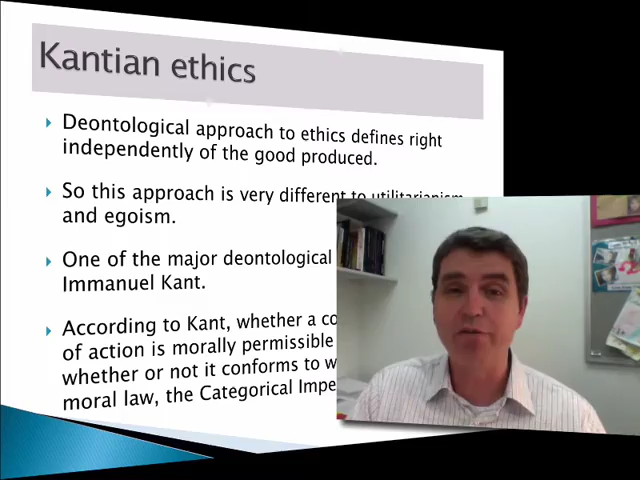 Kantian ethics
Deontological approach to ethics defines right
independently of the good produced.
So this approach is very different to utilitarianism
and egoism.
One of the major deontological
Immanuel Kant.
According to Kant, whether a
of action is morally permissible
whether or not it conforms to
moral law, the Categorical